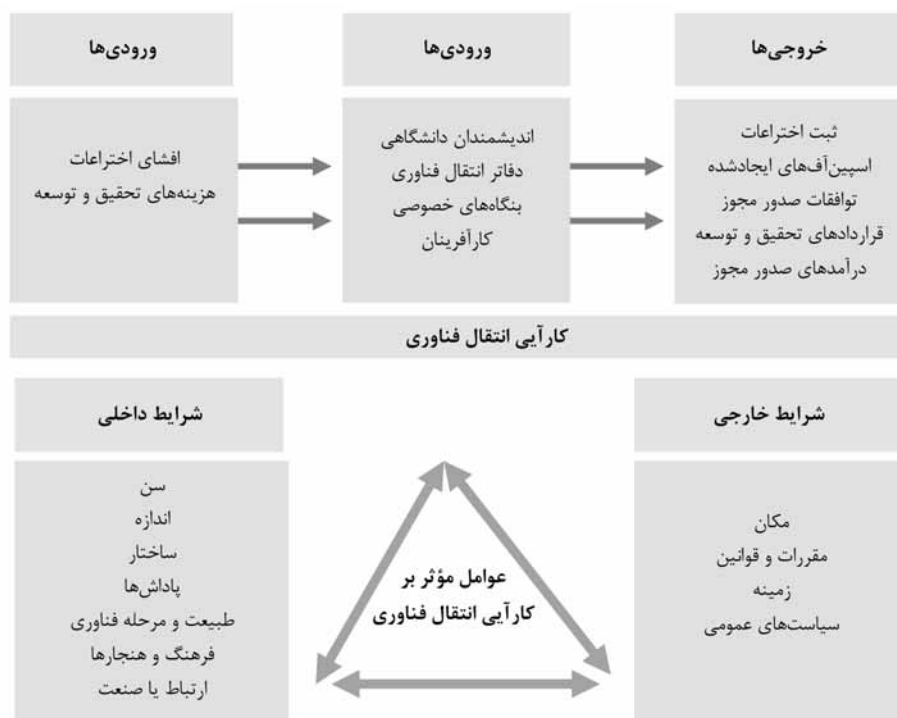 ورودی‌ها
افشای اختراعات
هزینه‌های تحقیق و توسعه
ورودی‌ها
اندیشمندان دانشگاهی
دفاتر انتقال فناوری
بنگاه‌های خصوصی
کارآفرینان
خروجی‌ها
ثبت اختراعات
اسپین‌آف‌های ایجادشده
توافقات صدور مجوز
قراردادهای تحقیق و توسعه
درآمدهای صدور مجوز
کارآیی انتقال فناوری
شرایط داخلی
سن
اندازه
ساختار
پاداش‌ها
طبیعت و مرحله فناوری
فرهنگ و هنجارها
ارتباط یا صنعت
عوامل مؤثر بر
کارآیی انتقال فناوری
شرایط خارجی
مکان
مقررات و قوانین
زمینه
سیاست‌های عمومی